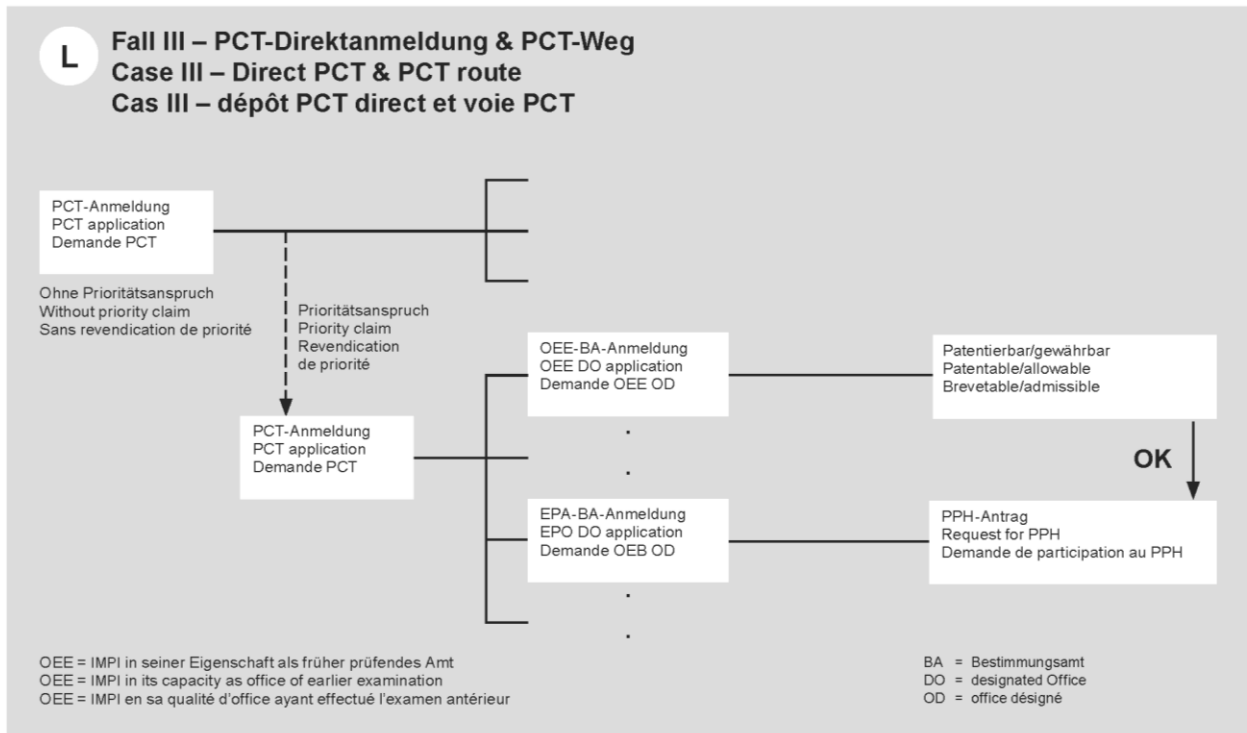 L
Fall III – PCT-Direktanmeldung & PCT-Weg
Case III – Direct PCT & PCT route
Cas III – dépôt PCT direct et voie PCT
PCT-Anmeldung
PCT application
Demande PCT
Ohne Prioritätsanspruch
Without priority claim
Sans revendication de priorité
Prioritätsanspruch
Priority claim
Revendication
de priorité
OEE-BA-Anmeldung
OEE DO application
Demande OEE OD
Patentierbar/gewährbar
Patentable/allowable
Brevetable/admissible
PCT-Anmeldung
PCT application
Demande PCT
OK
EPA-BA-Anmeldung
EPO DO application
Demande OEB OD
PPH-Antrag
Request for PPH
Demande de participation au PPH
OEE = IMPI in seiner Eigenschaft als früher prüfendes Amt
OEE = IMPI in its capacity as office of earlier examination
OEE = IMPI en sa qualité d'office ayant effectué l'examen antérieur
BA = Bestimmungsamt
DO = designated Office
OD = office désigné